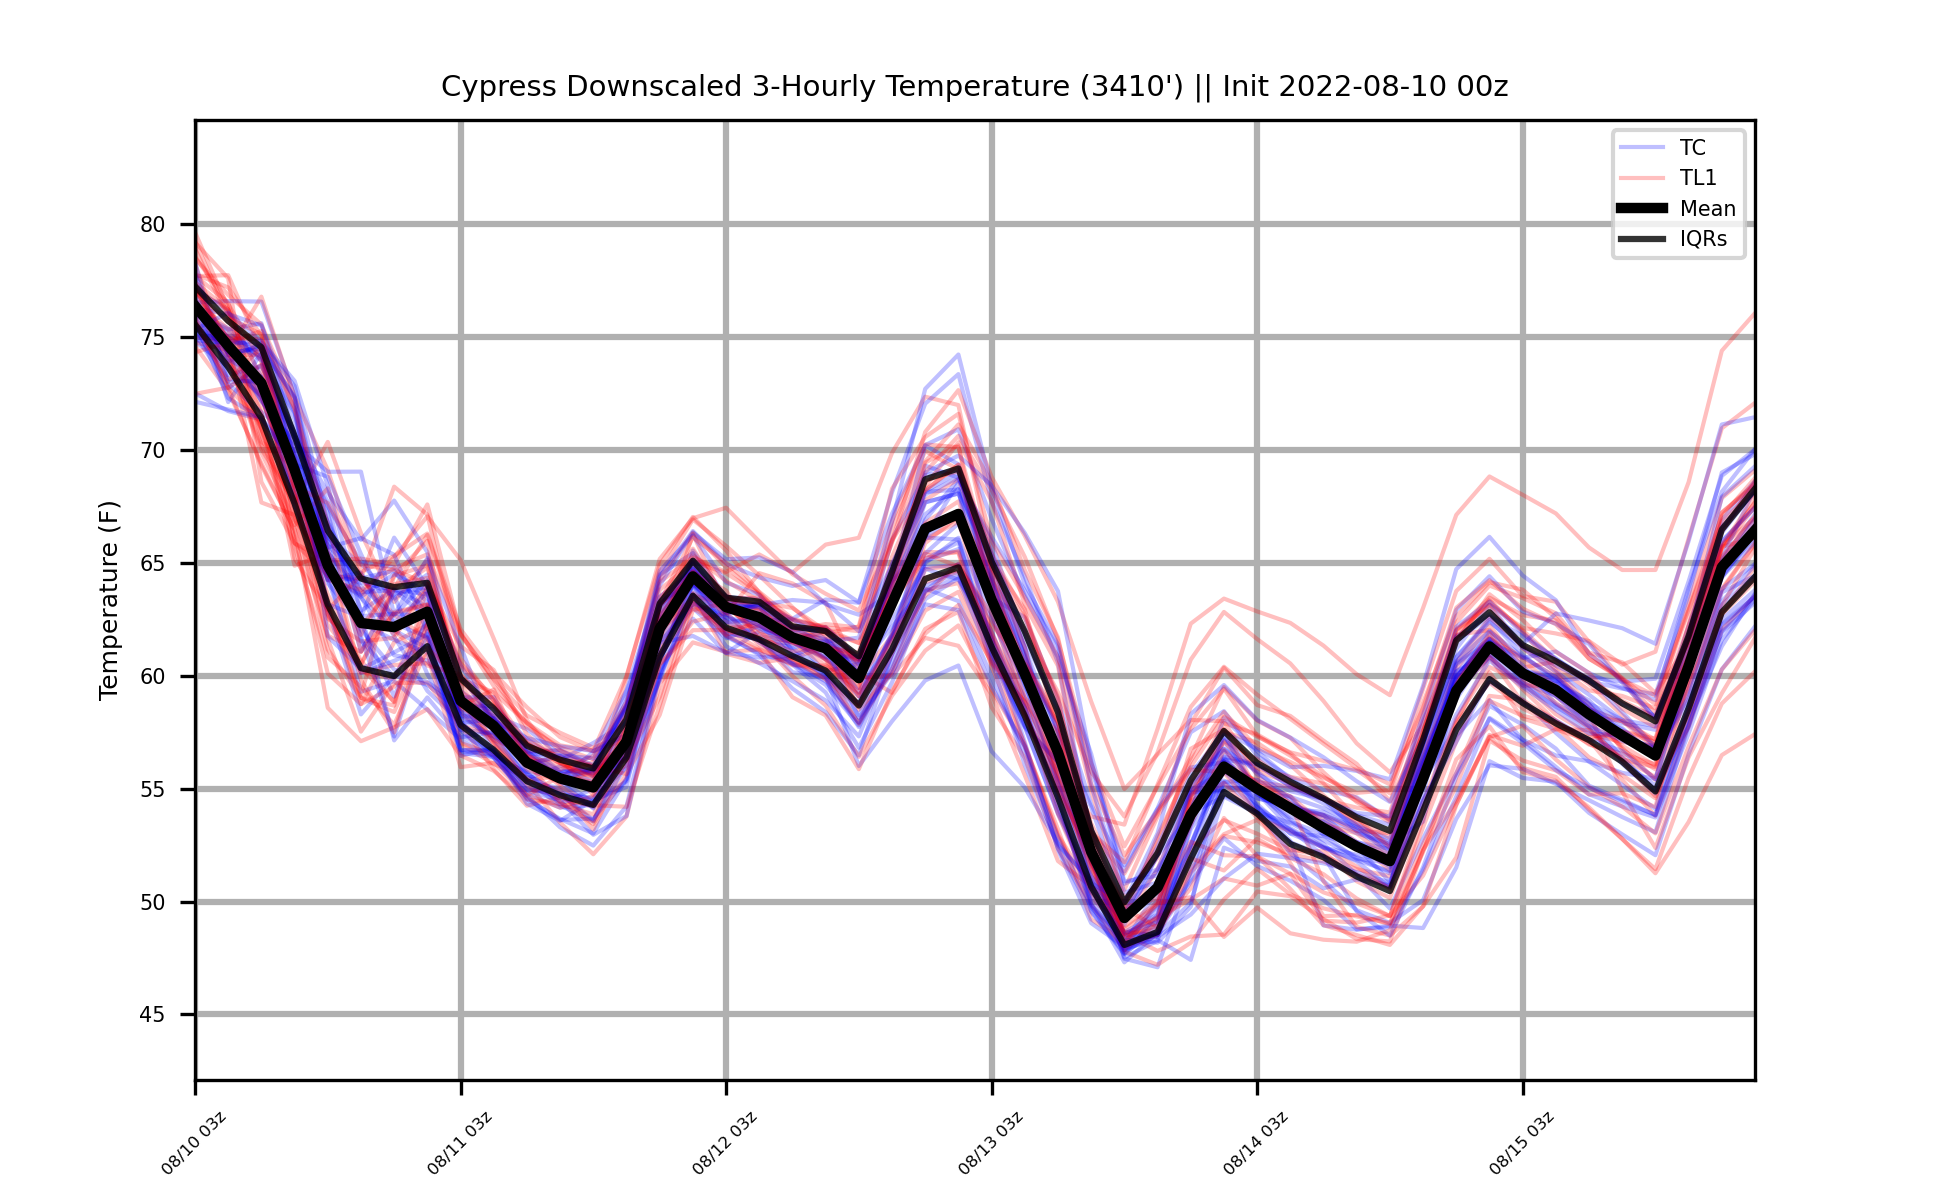 Cypress Downscaled 3-Hourly Temperature (3410') || Init 2022-08-10 00z
TC
TL1
Mean
IQRs
Temperature (F)
80
75
70
65
60
55
50
45
08/10 03z
08/11 03z
08/12 03z
08/13 03z
08/14 03z
08/15 03z